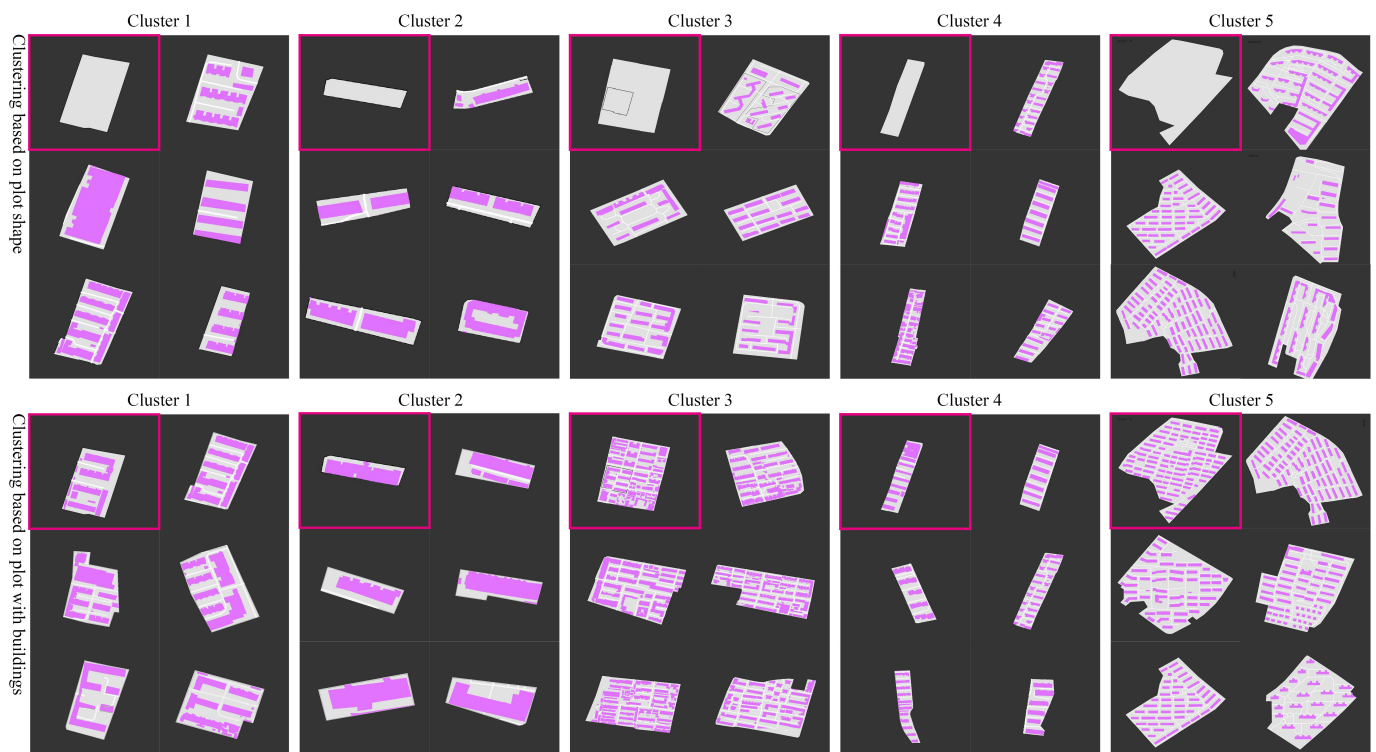 Cluster 1
Cluster 2
Cluster 3
Cluster 4
Cluster 5
Clustering based on plot shape
Cluster 1
Cluster 2
Cluster 3
Cluster 4
Cluster 5
Clustering based on plot with buildings